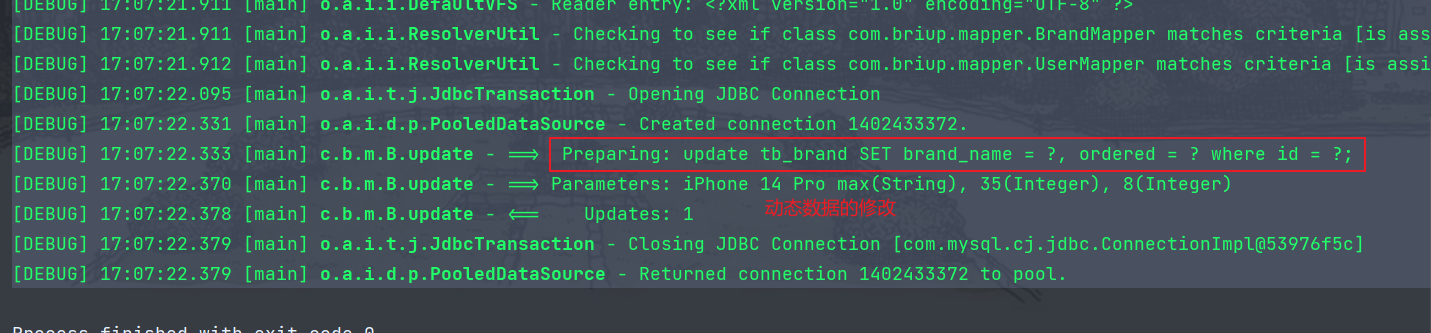 [DEBUG] 17:07:21.911 [main] o.a.i.i.DefaultVFS - Reader entry: <?xml version="1.0" encoding="UTF-8" ?>
[DEBUG] 17:07:21.911 [main] o.a.i.i.ResolverUtil - Checking to see if class com.briup.mapper.BrandMapper matches criteria [is ass
[DEBUG] 17:07:21.912 [main] o.a.i.i.ResolverUtil - Checking to see if class com.briup.mapper.UserMapper matches criteria [is assi
[DEBUG] 17:07:22.095 [main] o.a.i.t.j.JdbcTransaction - Opening JDBC Connection
[DEBUG] 17:07:22.331 [main] o.a.i.d.p.PooledDataSource - Created connection 1402433372.
[DEBUG] 17:07:22.333 [main] c.b.m.B.update - ==> Preparing: update tb_brand SET brand_name = ?, ordered = ? where id = ?;
[DEBUG] 17:07:22.370 [main] c.b.m.B.update - ==> Parameters: iPhone 14 Pro max(String), 35(Integer), 8(Integer)
[DEBUG] 17:07:22.378 [main] c.b.m.B.update - <== Updates: 1
动态数据的修改
[DEBUG] 17:07:22.379 [main] o.a.i.t.j.JdbcTransaction - Closing JDBC Connection [com.mysql.cj.jdbc.ConnectionImpl@53976f5c]
[DEBUG] 17:07:22.379 [main] o.a.i.d.p.PooledDataSource - Returned connection 1402433372 to pool.
Process finished with exit code 0